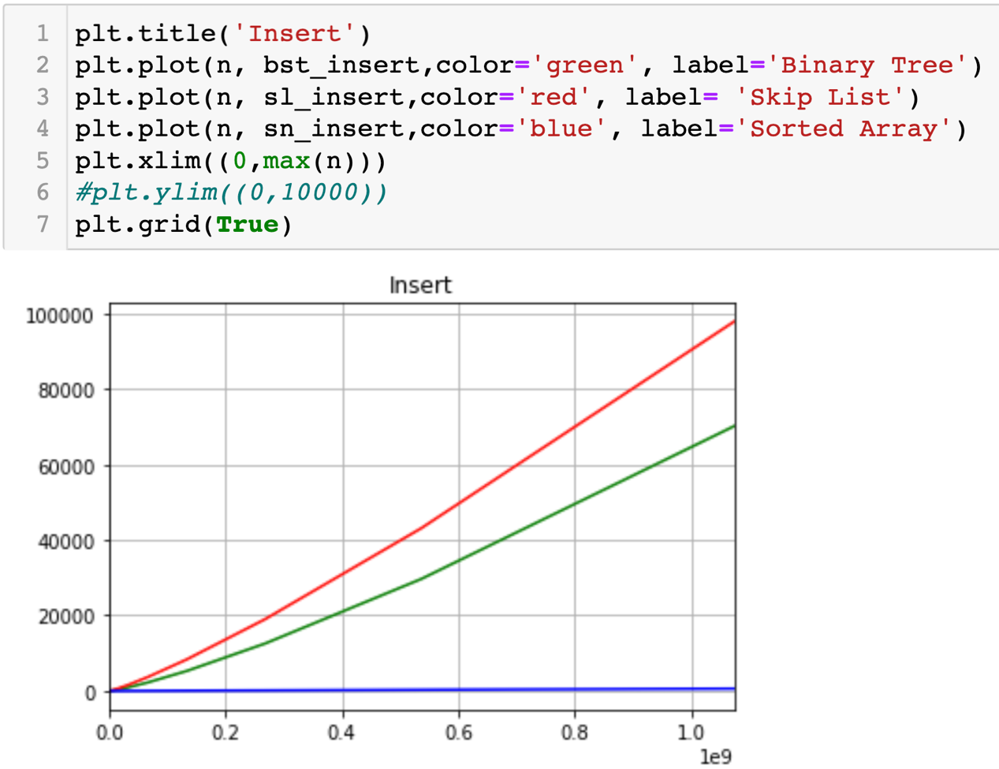 1 plt.title('Insert')
2 plt.plot(n, bst_insert,color='green', label='Binary Tree')
3 plt.plot(n, sl_insert,color='red', label= 'Skip List')
4 plt.plot(n, sn_insert,color='blue', label='Sorted Array')
5 plt.xlim((0,max(n)))
6 #plt.ylim((0,10000))
7 plt.grid(True)
Insert
100000
80000
60000
40000
20000
0
0.0 0.2 0.4 0.6 0.8 1.0
1e9